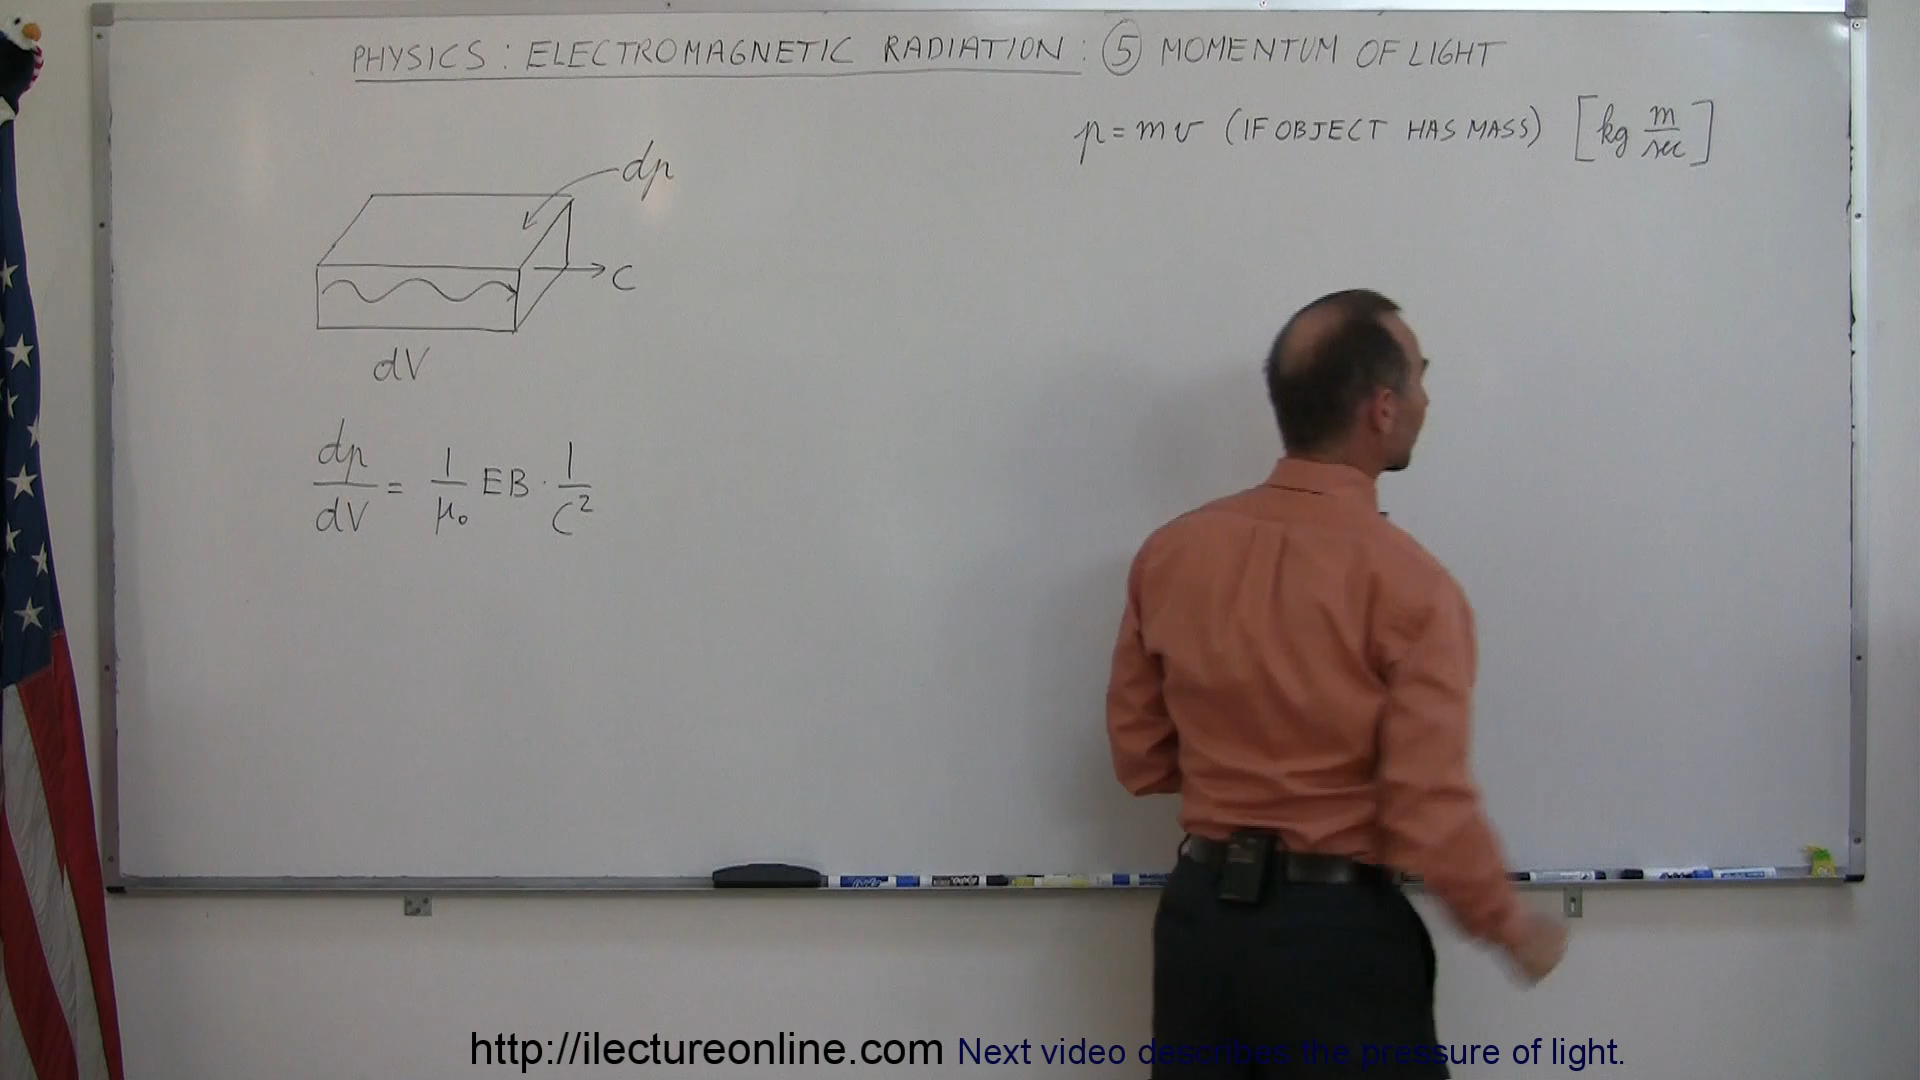 PHYSICS: ELECTROMAGNETIC RADIATION: ⑤ MOMENTUM OF LIGHT
p = mv (IF OBJECT HAS MASS) [kg m/sec]
dp
C
dV
dp/dV = 1/μ₀ EB · 1/C²
http://ilectureonline.com Next video describes the pressure of light.